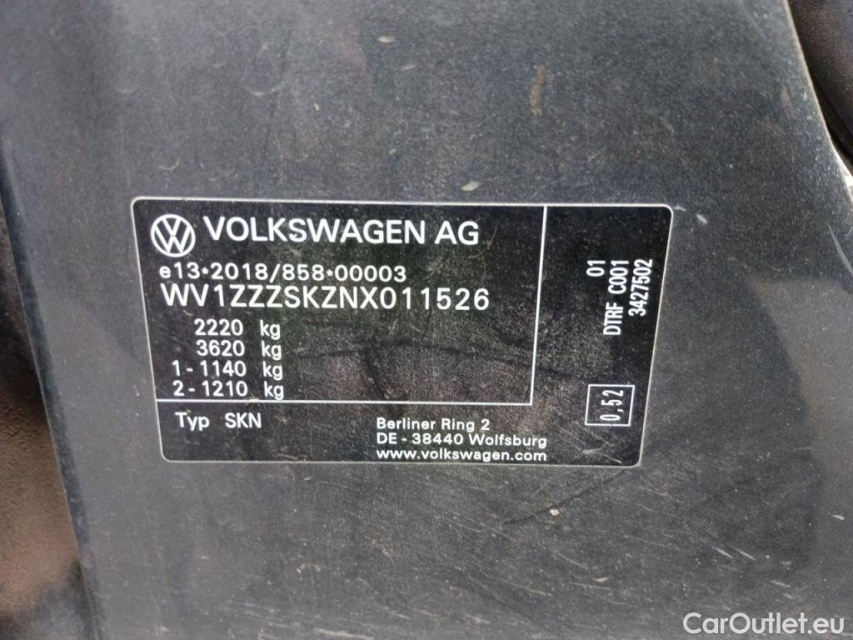 VOLKSWAGEN AG
e13*2018/858*00003
WV1ZZZSKZNX011526
2220 kg
3620 kg
1 - 1140 kg
2 - 1210 kg
Typ SKN
Berliner Ring 2
DE - 38440 Wolfsburg
www.volkswagen.com
01
DTRF C001
3427502
0,52
CarOutlet.eu